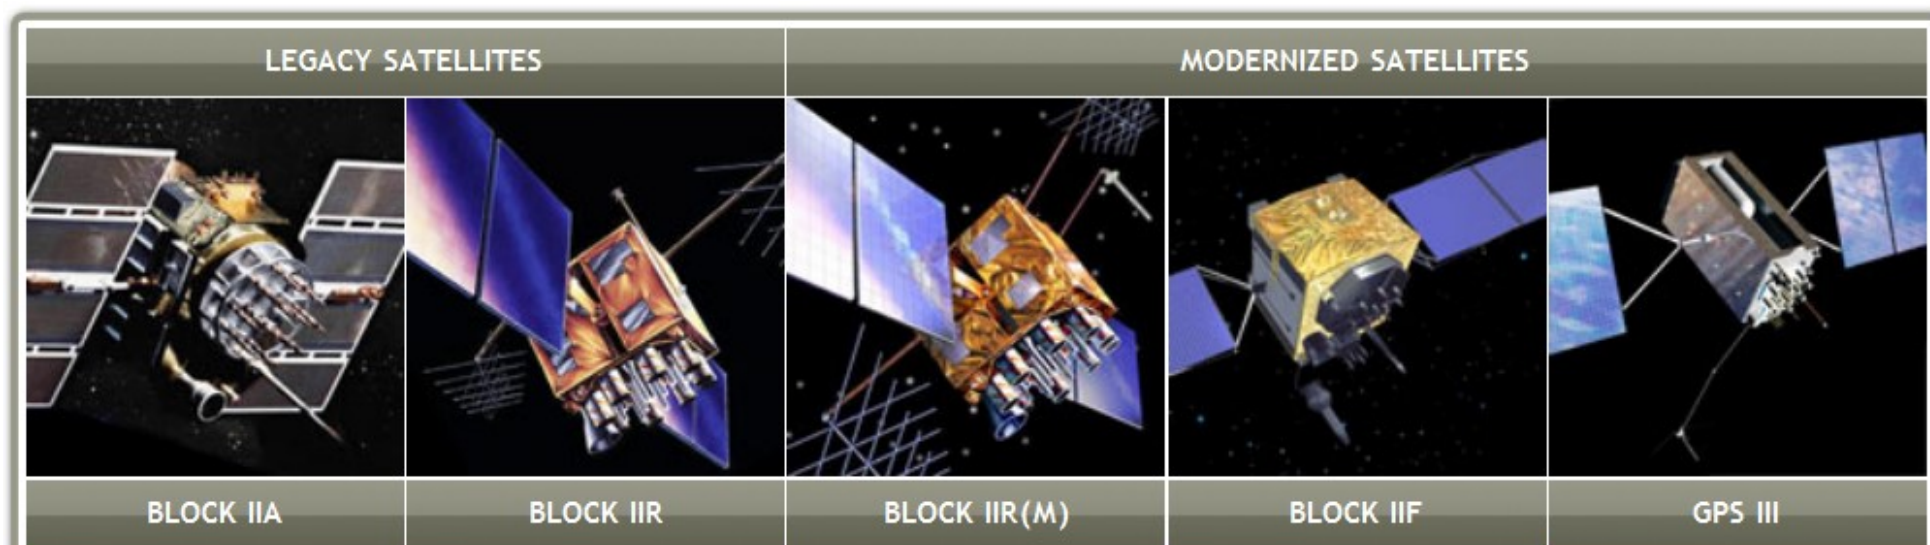 LEGACY SATELLITES
MODERNIZED SATELLITES
BLOCK IIA
BLOCK IIR
BLOCK IIR(M)
BLOCK IIF
GPS III